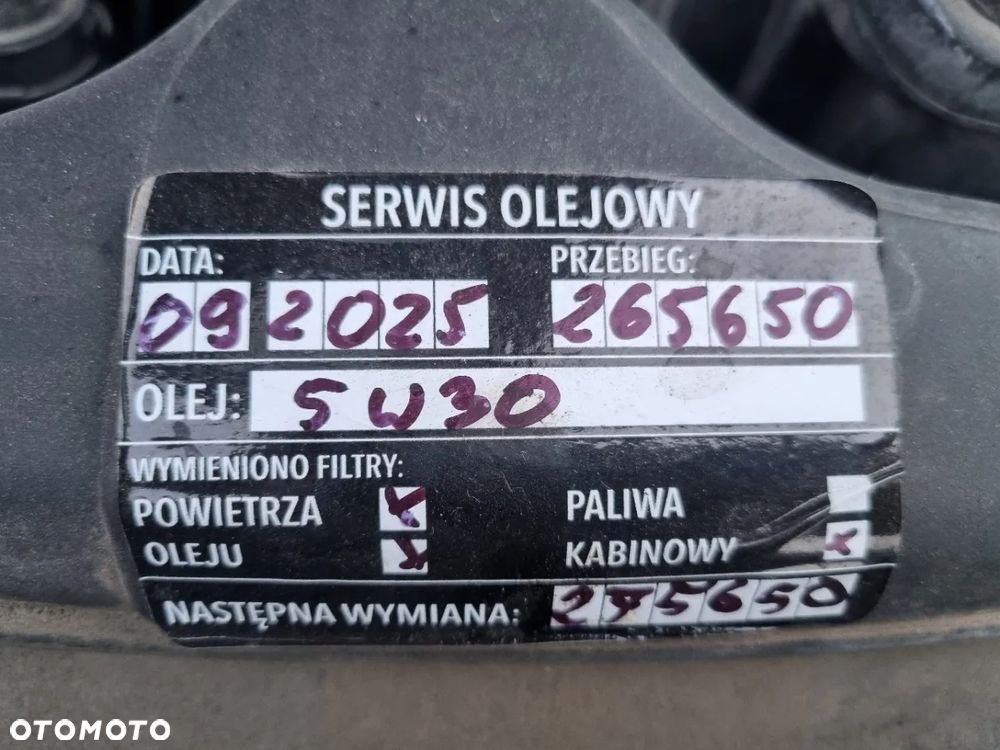 SERWIS OLEJOWY
DATA: PRZEBIEG:
09 2025 265650
OLEJ: 5W30
WYMIENIONO FILTRY:
POWIETRZA x PALIWA
OLEJU x KABINOWY x
NASTĘPNA WYMIANA: 275650
OTOMOTO